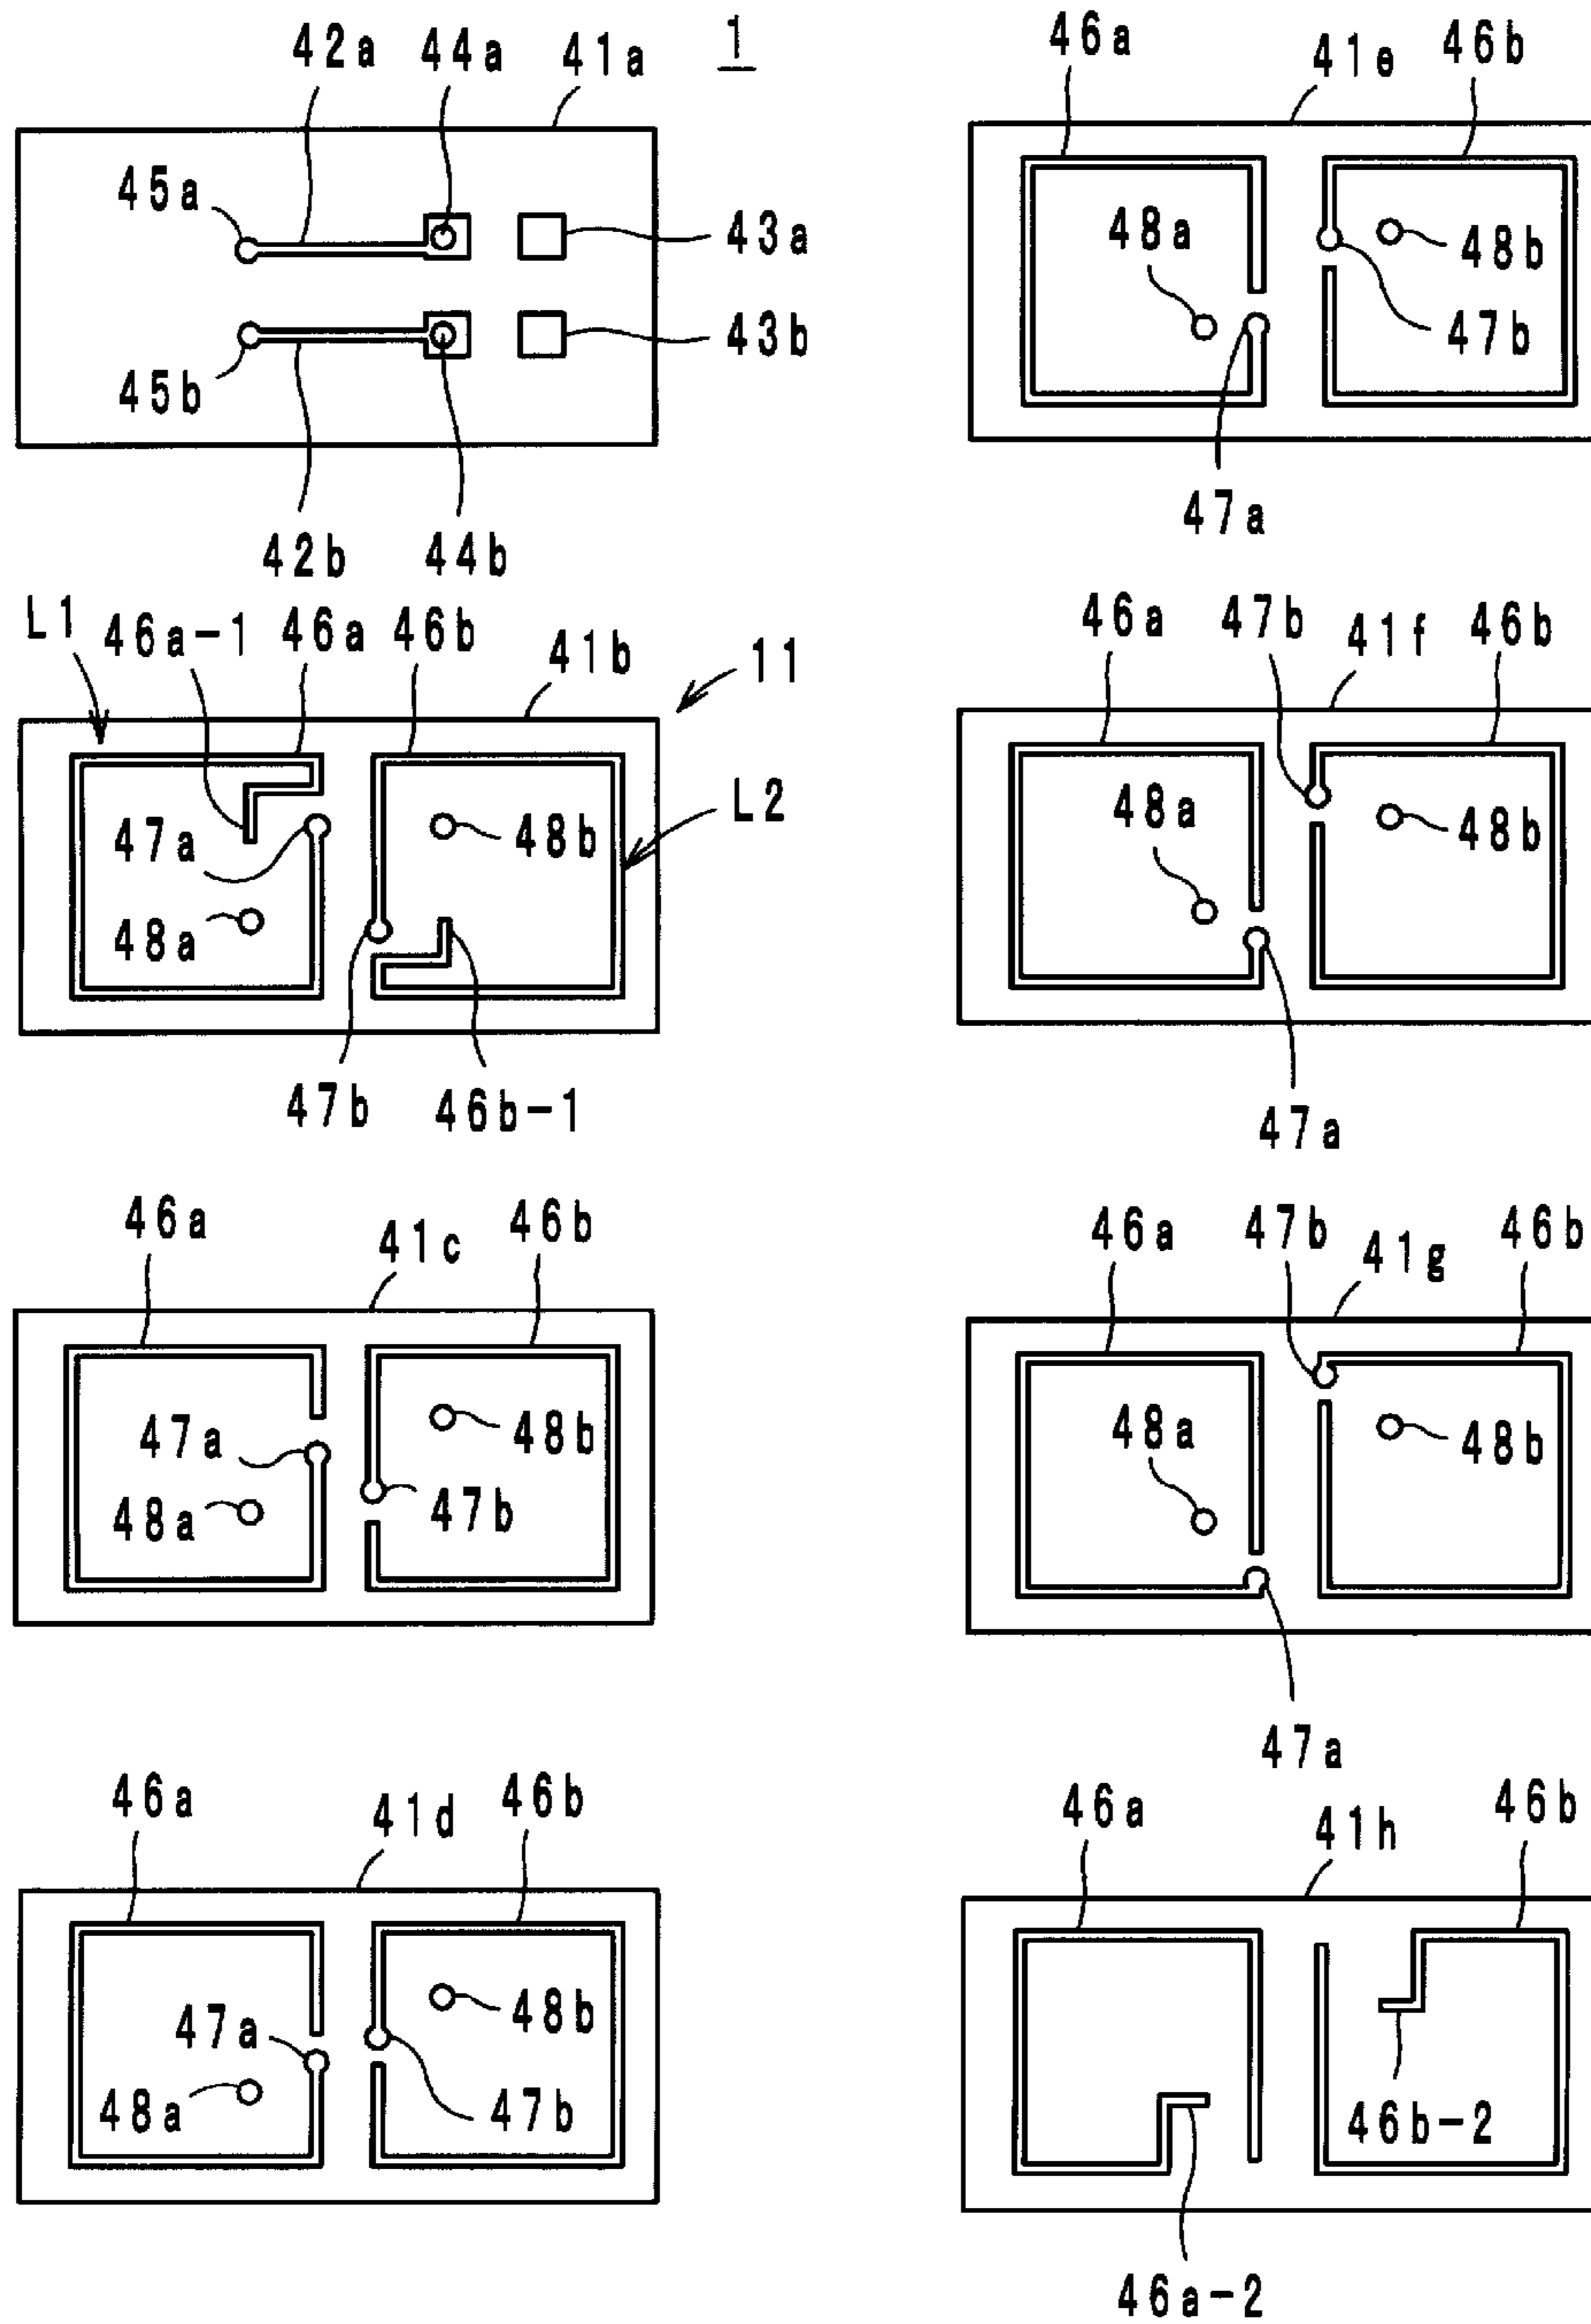 1
42a 44a 41a
45a
43a
43b
45b
42b 44b
46a 41e 46b
48a 48b
47b
47a
L1 46a-1 46a 46b 41b 11
L2
47a 48b
48a
47b 46b-1
46a 47b 41f 46b
48a 48b
47a
46a 41c 46b
47a 48b
48a 47b
46a 47b 41g 46b
48a 48b
47a
46a 41d 46b
47a 48b
48a 47b
46a 41h 46b
46b-2
46a-2